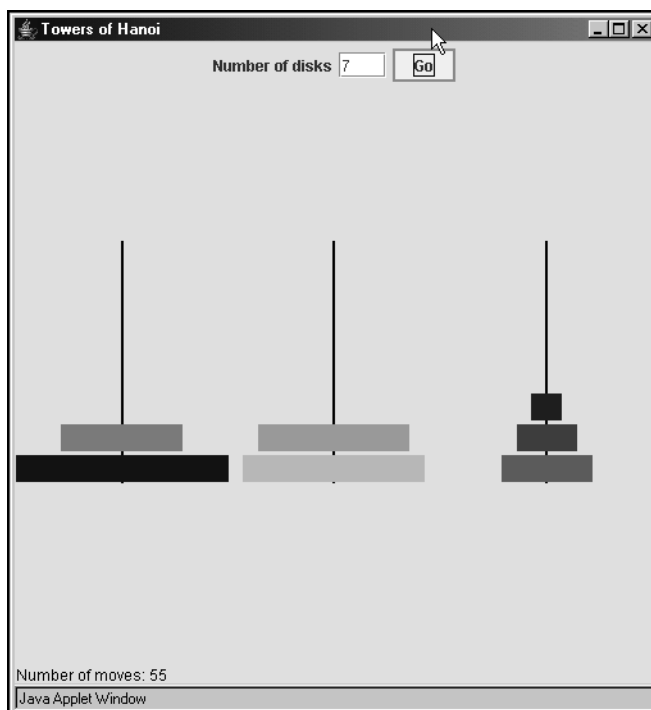 Towers of Hanoi
Number of disks 7 Go
Number of moves: 55
Java Applet Window